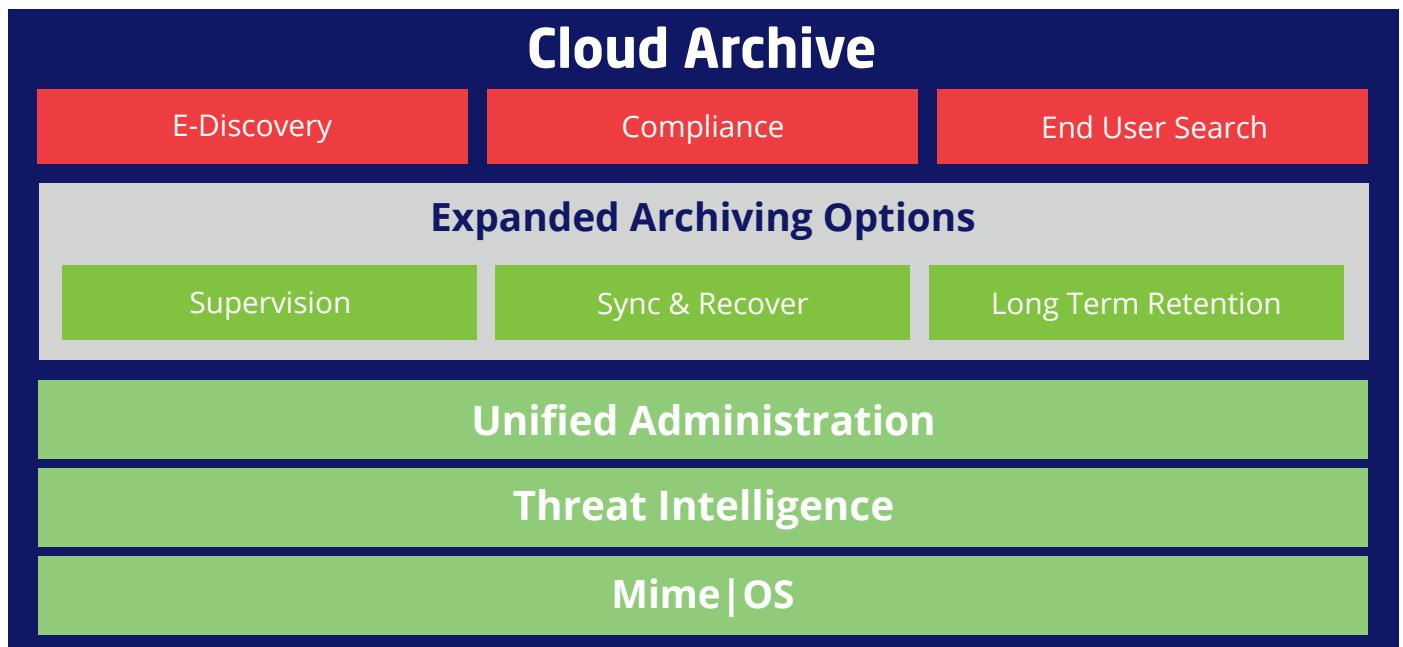 Cloud Archive
E-Discovery
Compliance
End User Search
Expanded Archiving Options
Supervision
Sync & Recover
Long Term Retention
Unified Administration
Threat Intelligence
Mime|OS